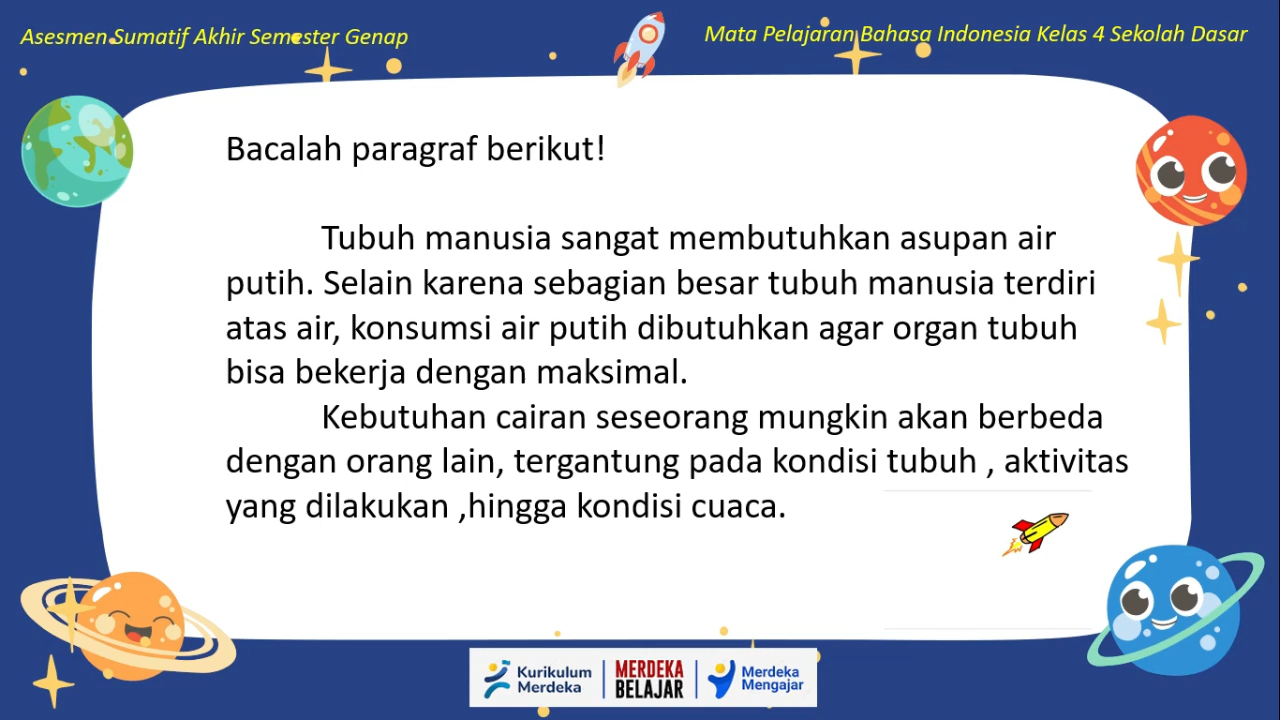 Asesmen Sumatif Akhir Semester Genap
Mata Pelajaran Bahasa Indonesia Kelas 4 Sekolah Dasar
Bacalah paragraf berikut!
Tubuh manusia sangat membutuhkan asupan air
putih. Selain karena sebagian besar tubuh manusia terdiri
atas air, konsumsi air putih dibutuhkan agar organ tubuh
bisa bekerja dengan maksimal.
Kebutuhan cairan seseorang mungkin akan berbeda
dengan orang lain, tergantung pada kondisi tubuh , aktivitas
yang dilakukan ,hingga kondisi cuaca.
Kurikulum
Merdeka
MERDEKA
BELAJAR
Merdeka
Mengajar